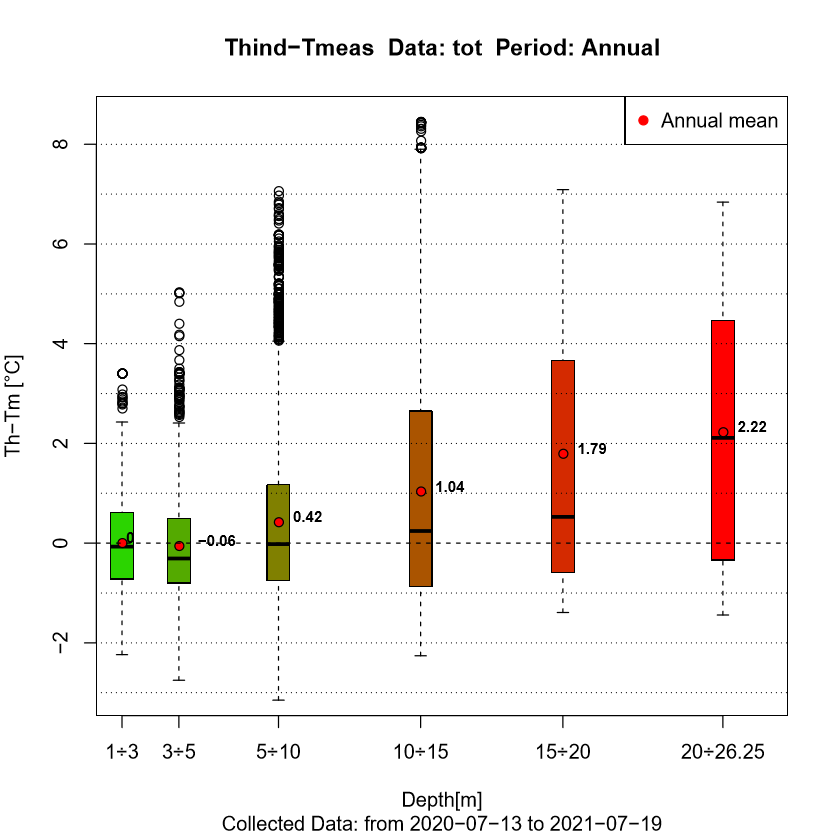 Thind−Tmeas  Data: tot  Period: Annual
Annual mean
Th−Tm [°C]
8
6
4
2
0
−2
0
−0.06
0.42
1.04
1.79
2.22
1÷3 3÷5 5÷10 10÷15 15÷20 20÷26.25
Depth[m]
Collected Data: from 2020−07−13 to 2021−07−19